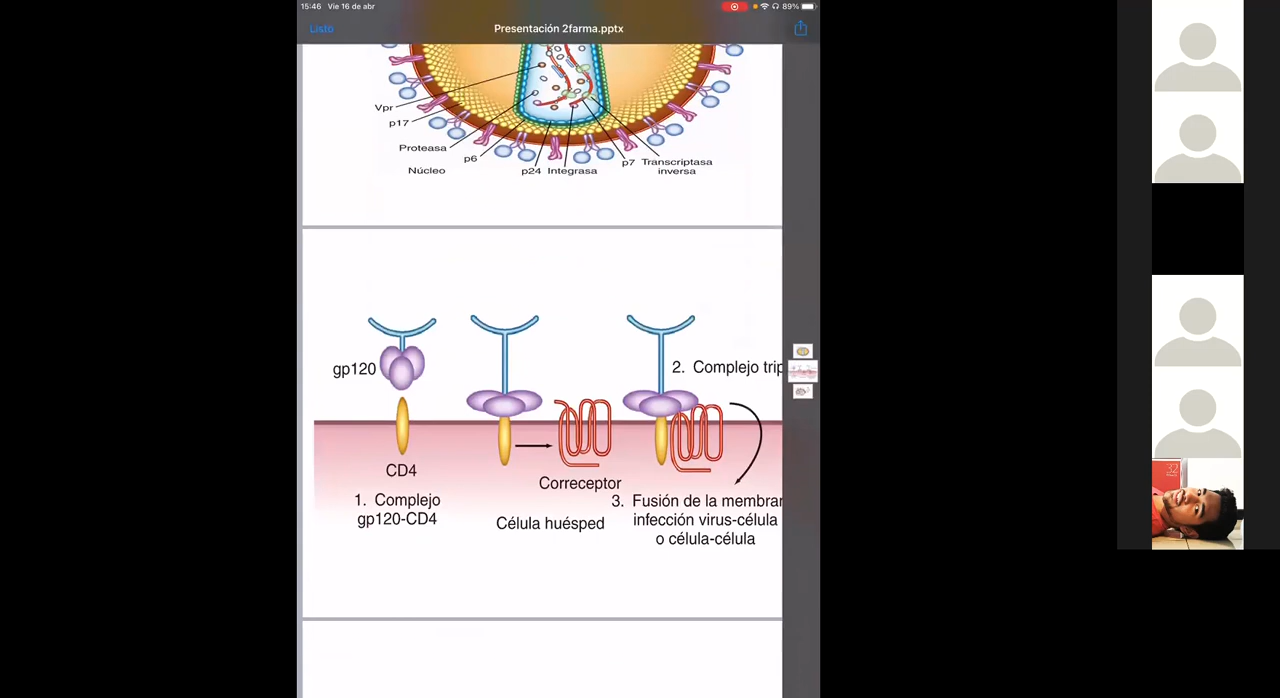 15:46 Vie 16 de abr
89%
Listo
Presentación 2farma.pptx
Vpr
p17
Proteasa
p6
Núcleo
p24 Integrasa
p7
Transcriptasa
inversa
gp120
2. Complejo trip
CD4
Correceptor
1. Complejo
gp120-CD4
Célula huésped
3. Fusión de la membrar
infección virus-célula
o célula-célula
32